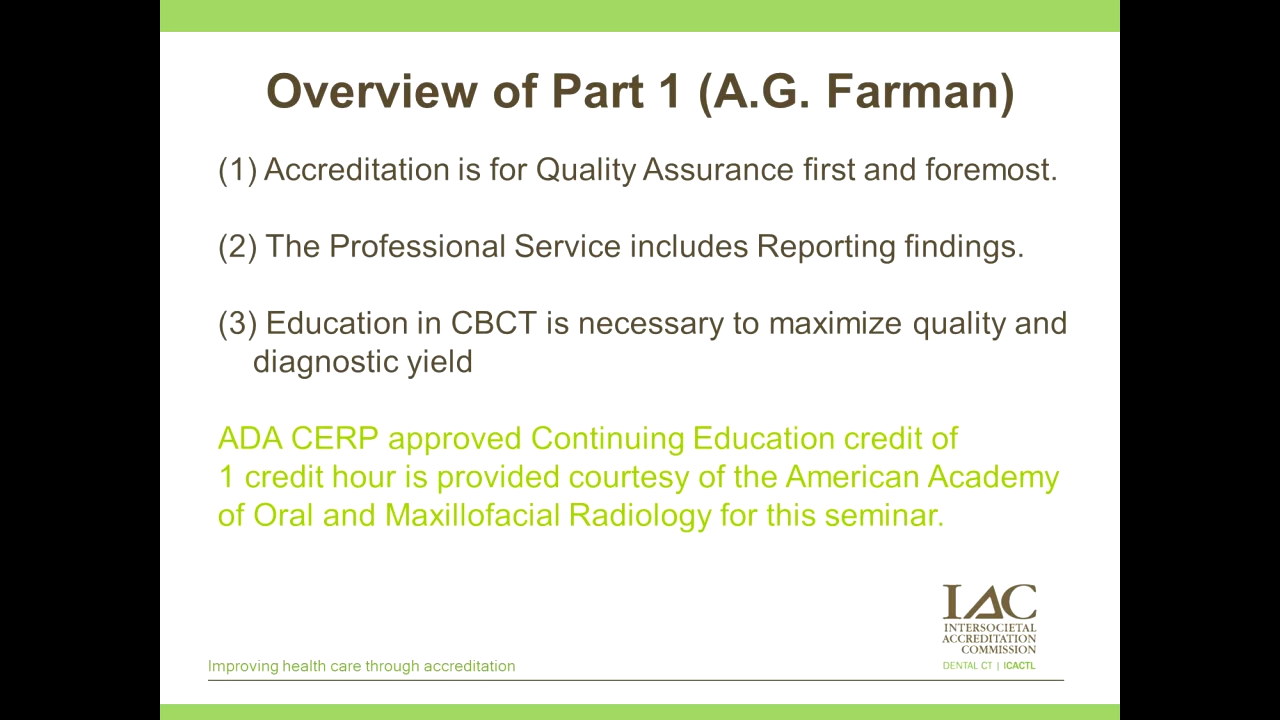 Overview of Part 1 (A.G. Farman)
(1) Accreditation is for Quality Assurance first and foremost.
(2) The Professional Service includes Reporting findings.
(3) Education in CBCT is necessary to maximize quality and
diagnostic yield
ADA CERP approved Continuing Education credit of
1 credit hour is provided courtesy of the American Academy
of Oral and Maxillofacial Radiology for this seminar.
IAC
INTERSOCIETAL
ACCREDITATION
COMMISSION
DENTAL CT | ICACTL
Improving health care through accreditation